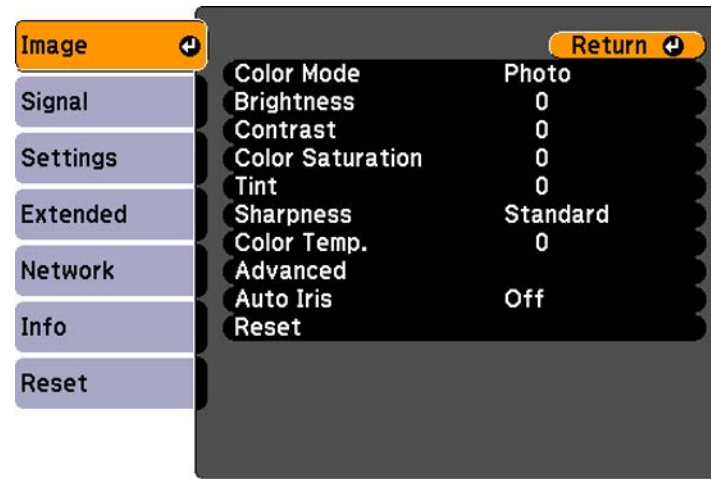 Image
Signal
Settings
Extended
Network
Info
Reset
Return
Color Mode Photo
Brightness 0
Contrast 0
Color Saturation 0
Tint 0
Sharpness Standard
Color Temp. 0
Advanced
Auto Iris Off
Reset